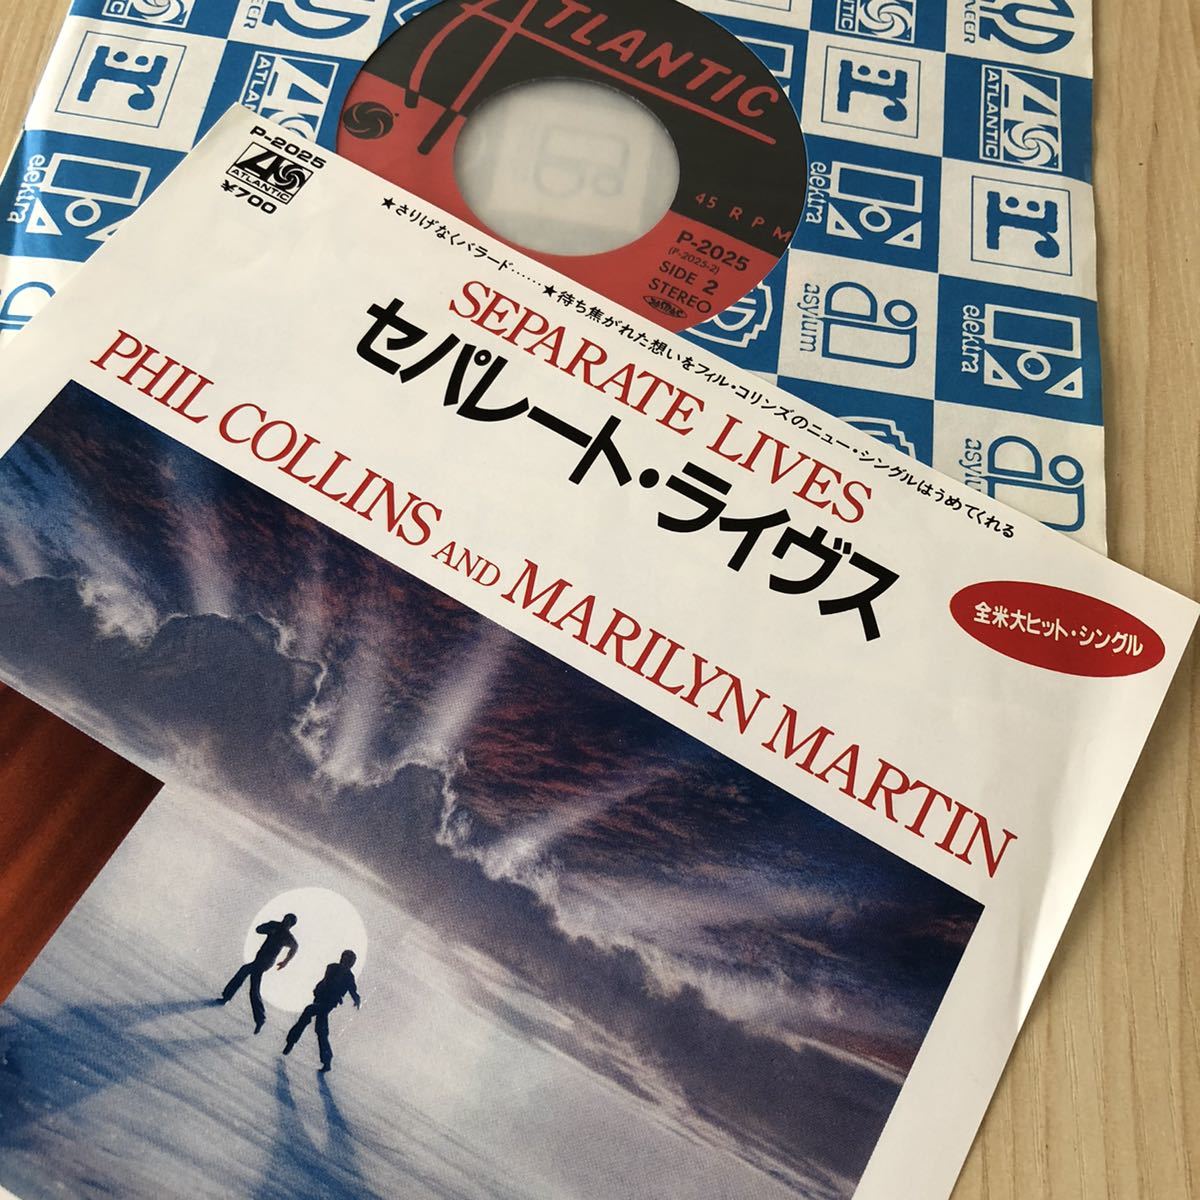 ATLANTIC
45 RPM
P-2025
(P-2025-2)
SIDE 2
STEREO
ATLANTIC
elektra
ATLANTIC
elektra
asylum
elektra
asylum
P-2025
ATLANTIC
¥700
★さりげなくバラード……★待ち焦がれた想いをフィル・コリンズのニュー・シングルはうめてくれる
SEPARATE LIVES
セパレート・ライヴス
PHIL COLLINS AND MARILYN MARTIN
全米大ヒット・シングル